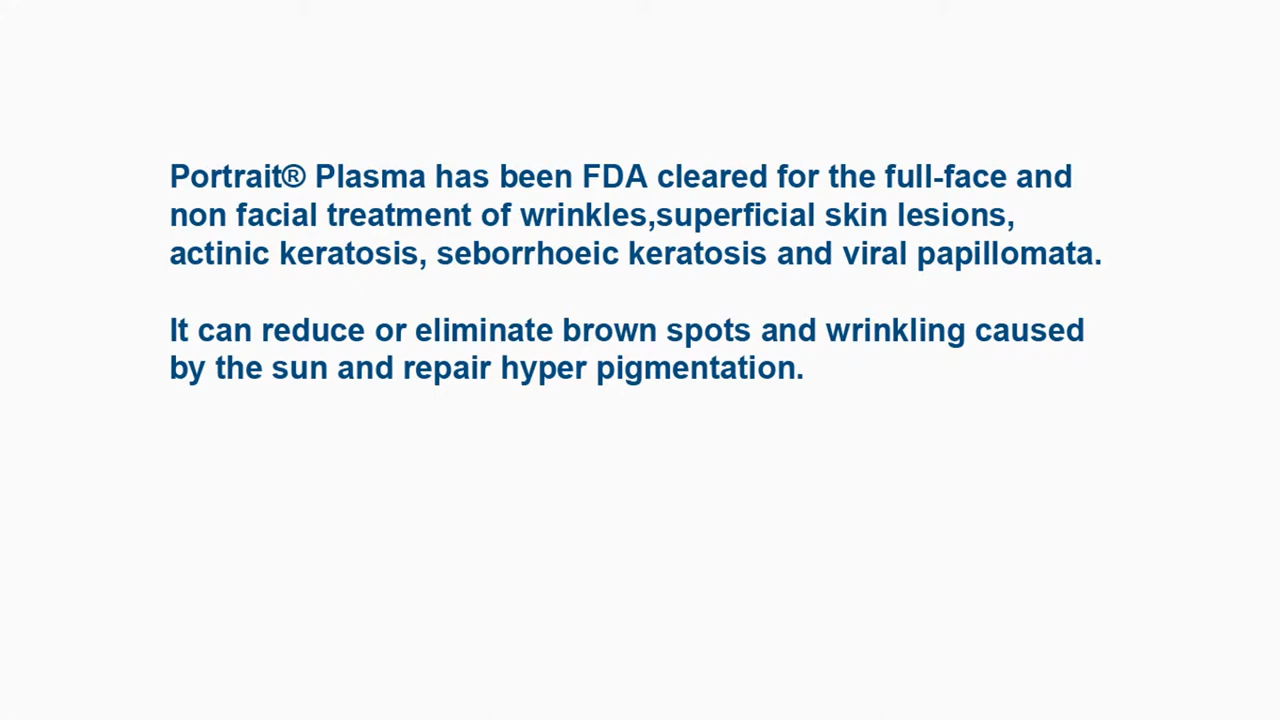 Portrait® Plasma has been FDA cleared for the full-face and
non facial treatment of wrinkles,superficial skin lesions,
actinic keratosis, seborrhoeic keratosis and viral papillomata.
It can reduce or eliminate brown spots and wrinkling caused
by the sun and repair hyper pigmentation.